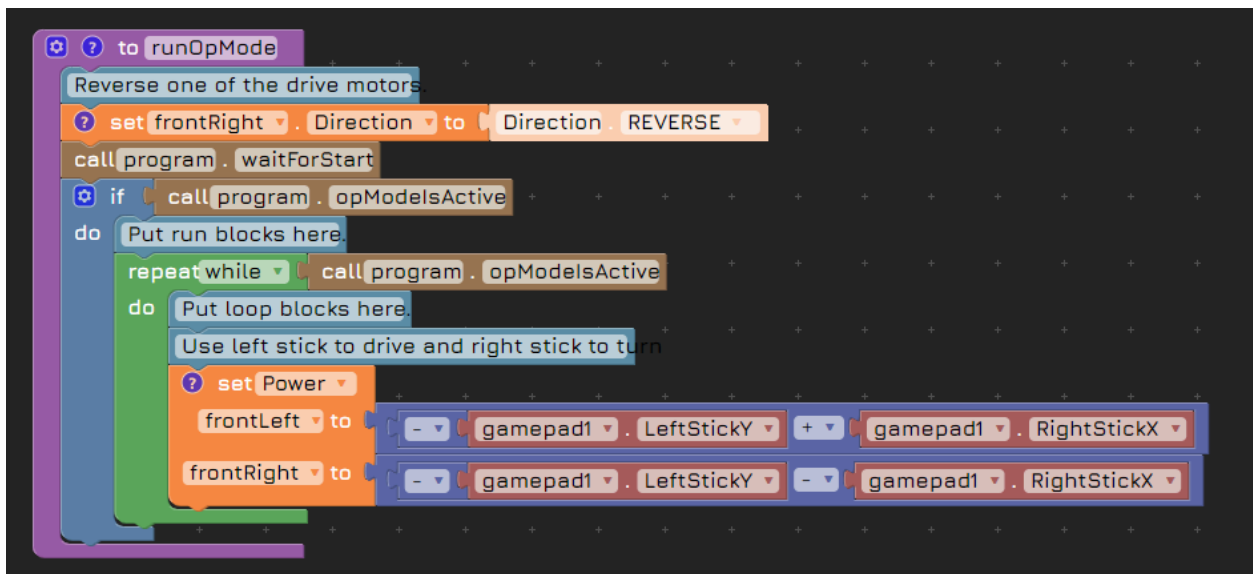 to runOpMode
Reverse one of the drive motors.
set frontRight . Direction to Direction . REVERSE
call program . waitForStart
if call program . opModeIsActive
do Put run blocks here.
repeat while call program . opModeIsActive
do Put loop blocks here.
Use left stick to drive and right stick to turn
? set Power
frontLeft to - gamepad1 . LeftStickY + gamepad1 . RightStickX
frontRight to - gamepad1 . LeftStickY - gamepad1 . RightStickX